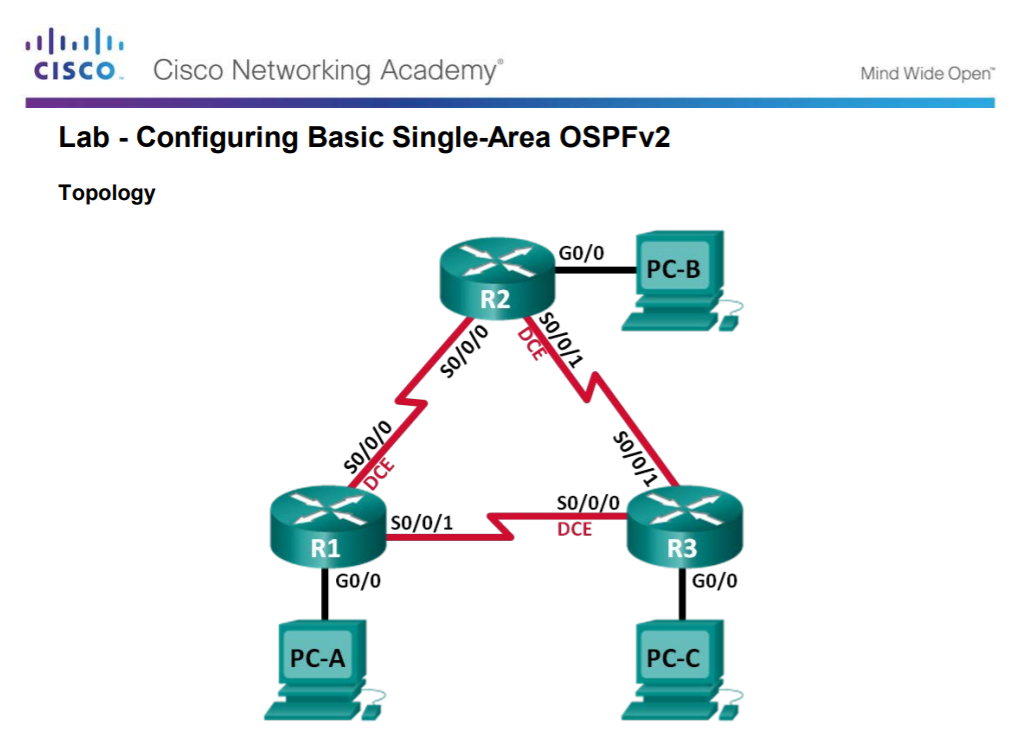 CISCO.
Cisco Networking Academy®
Mind Wide Open™
Lab - Configuring Basic Single-Area OSPFv2
Topology
G0/0
PC-B
R2
S0/0/0
DCE
S0/0/1
S0/0/0
DCE
S0/0/1
R1
S0/0/1
S0/0/0
DCE
R3
G0/0
G0/0
PC-A
PC-C